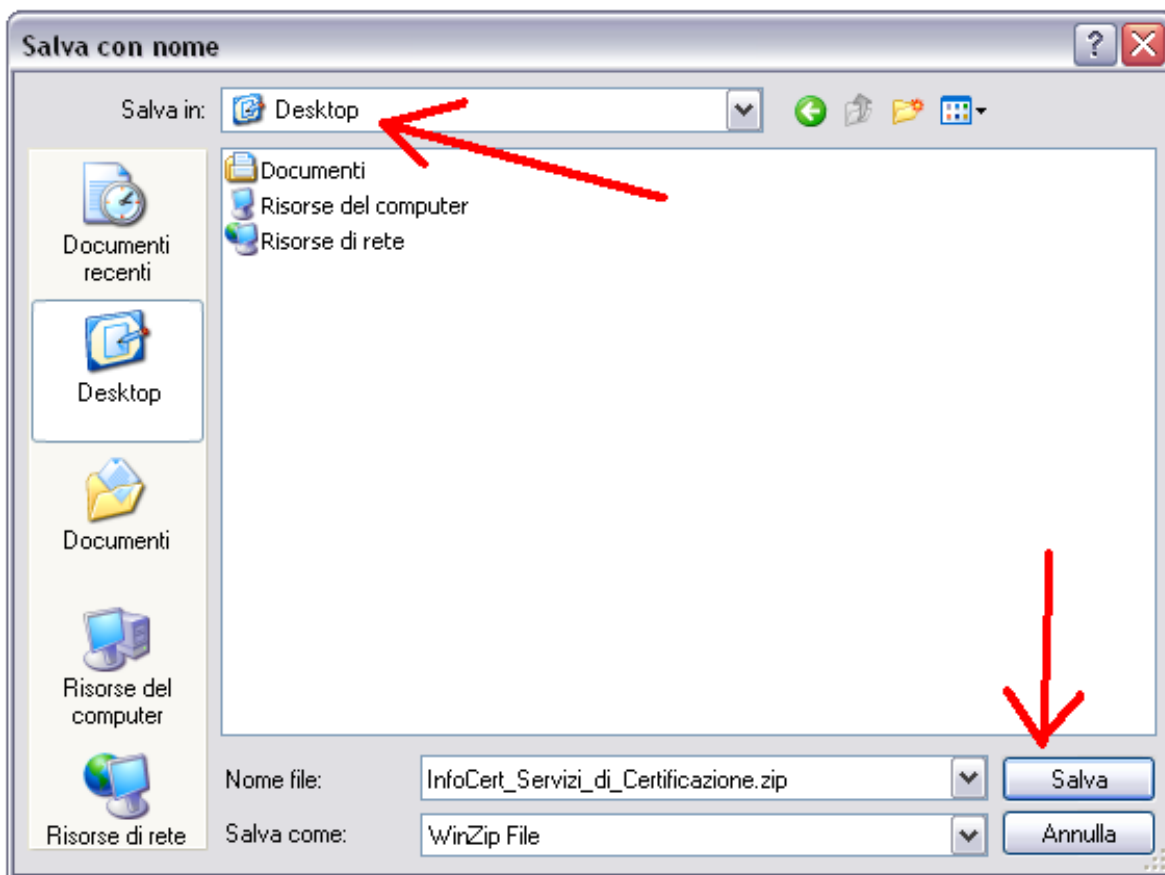 Salva con nome
Salva in:
Desktop
Documenti
Risorse del computer
Risorse di rete
Documenti
recenti
Desktop
Documenti
Risorse del
computer
Risorse di rete
Nome file:
InfoCert_Servizi_di_Certificazione.zip
Salva
Salva come:
WinZip File
Annulla